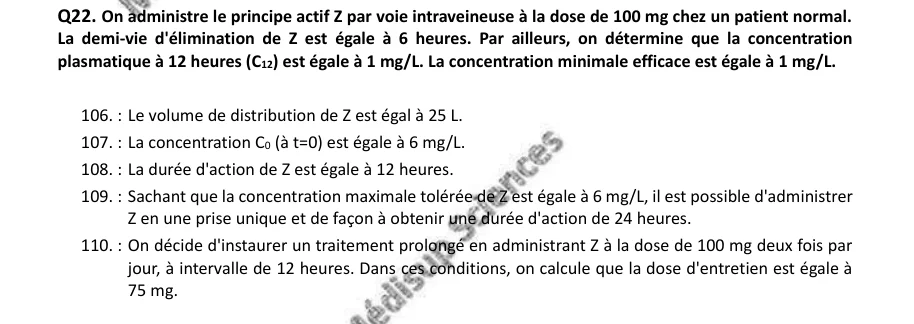 Q22. On administre le principe actif Z par voie intraveineuse à la dose de 100 mg chez un patient normal.
La demi-vie d'élimination de Z est égale à 6 heures. Par ailleurs, on détermine que la concentration
plasmatique à 12 heures (C₁₂) est égale à 1 mg/L. La concentration minimale efficace est égale à 1 mg/L.
106. : Le volume de distribution de Z est égal à 25 L.
107. : La concentration C₀ (à t=0) est égale à 6 mg/L.
108. : La durée d'action de Z est égale à 12 heures.
109. : Sachant que la concentration maximale tolérée de Z est égale à 6 mg/L, il est possible d'administrer
Z en une prise unique et de façon à obtenir une durée d'action de 24 heures.
110. : On décide d'instaurer un traitement prolongé en administrant Z à la dose de 100 mg deux fois par
jour, à intervalle de 12 heures. Dans ces conditions, on calcule que la dose d'entretien est égale à
75 mg.